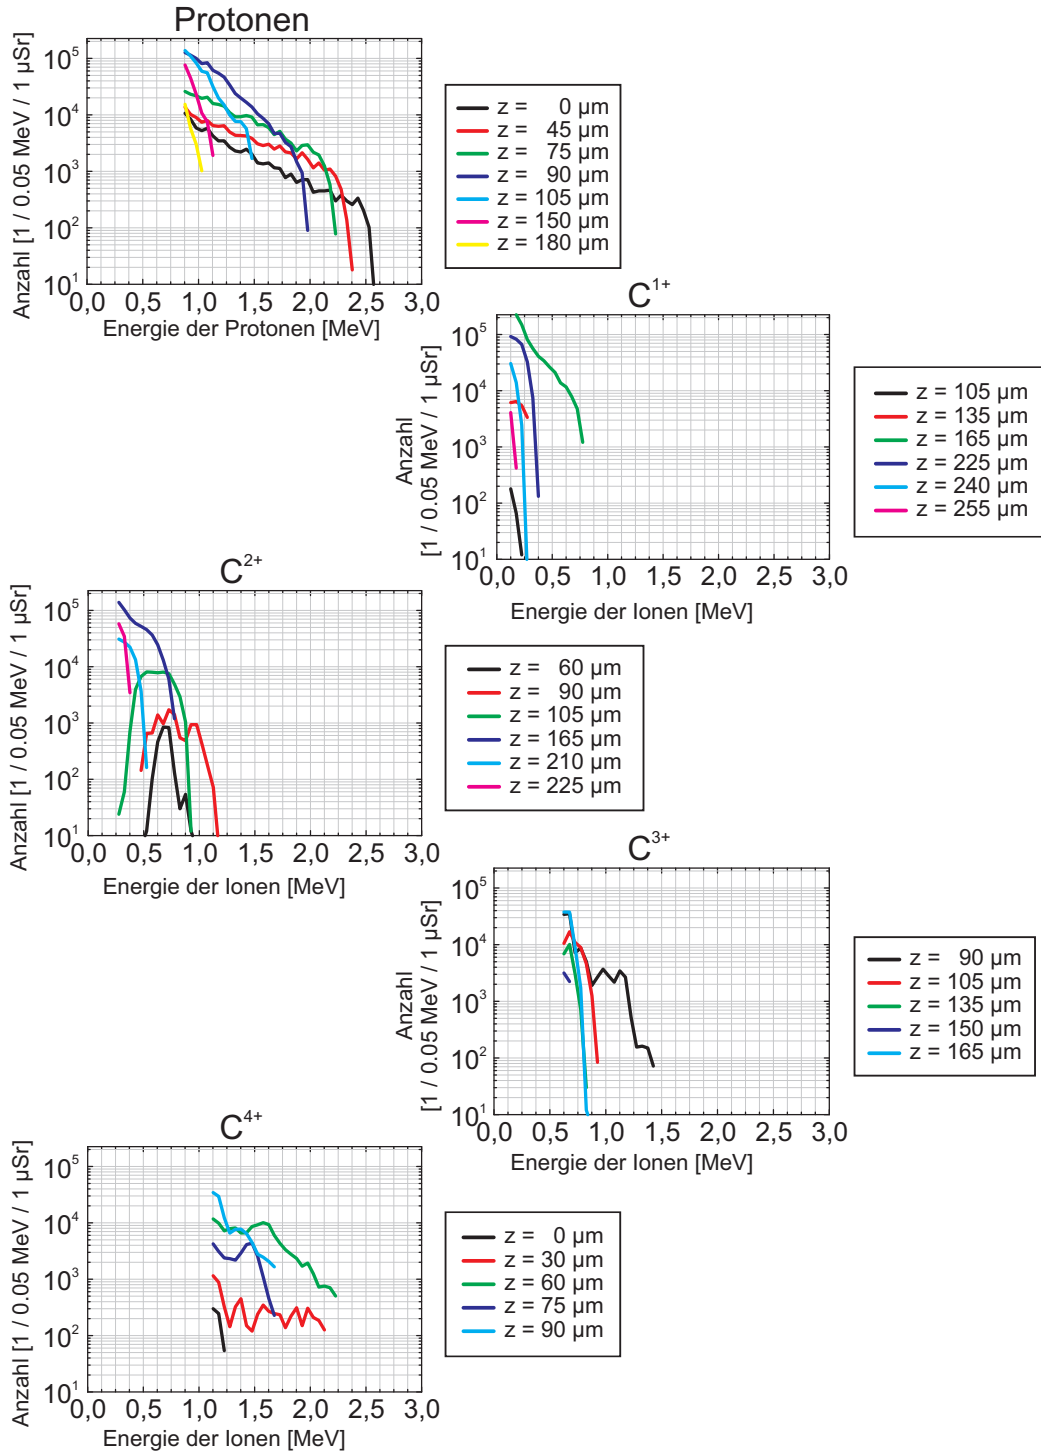 Protonen
Anzahl [1 / 0.05 MeV / 1 µSr]
10⁵
10⁴
10³
10²
10¹
0,0 0,5 1,0 1,5 2,0 2,5 3,0
Energie der Protonen [MeV]
z = 0 µm
z = 45 µm
z = 75 µm
z = 90 µm
z = 105 µm
z = 150 µm
z = 180 µm
C¹⁺
Anzahl
[1 / 0.05 MeV / 1 µSr]
10⁵
10⁴
10³
10²
10¹
0,0 0,5 1,0 1,5 2,0 2,5 3,0
Energie der Ionen [MeV]
z = 105 µm
z = 135 µm
z = 165 µm
z = 225 µm
z = 240 µm
z = 255 µm
C²⁺
Anzahl [1 / 0.05 MeV / 1 µSr]
10⁵
10⁴
10³
10²
10¹
0,0 0,5 1,0 1,5 2,0 2,5 3,0
Energie der Ionen [MeV]
z = 60 µm
z = 90 µm
z = 105 µm
z = 165 µm
z = 210 µm
z = 225 µm
C³⁺
Anzahl
[1 / 0.05 MeV / 1 µSr]
10⁵
10⁴
10³
10²
10¹
0,0 0,5 1,0 1,5 2,0 2,5 3,0
Energie der Ionen [MeV]
z = 90 µm
z = 105 µm
z = 135 µm
z = 150 µm
z = 165 µm
C⁴⁺
Anzahl [1 / 0.05 MeV / 1 µSr]
10⁵
10⁴
10³
10²
10¹
0,0 0,5 1,0 1,5 2,0 2,5 3,0
Energie der Ionen [MeV]
z = 0 µm
z = 30 µm
z = 60 µm
z = 75 µm
z = 90 µm